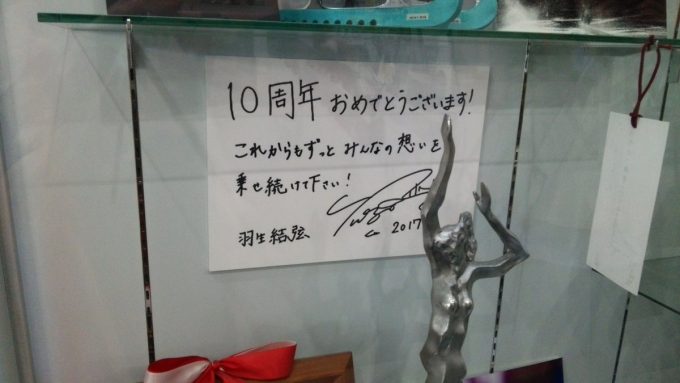 10周年 おめでとうございます!
これからもずっと みんなの想いを
乗せ続けて下さい!
羽生結弦
2017